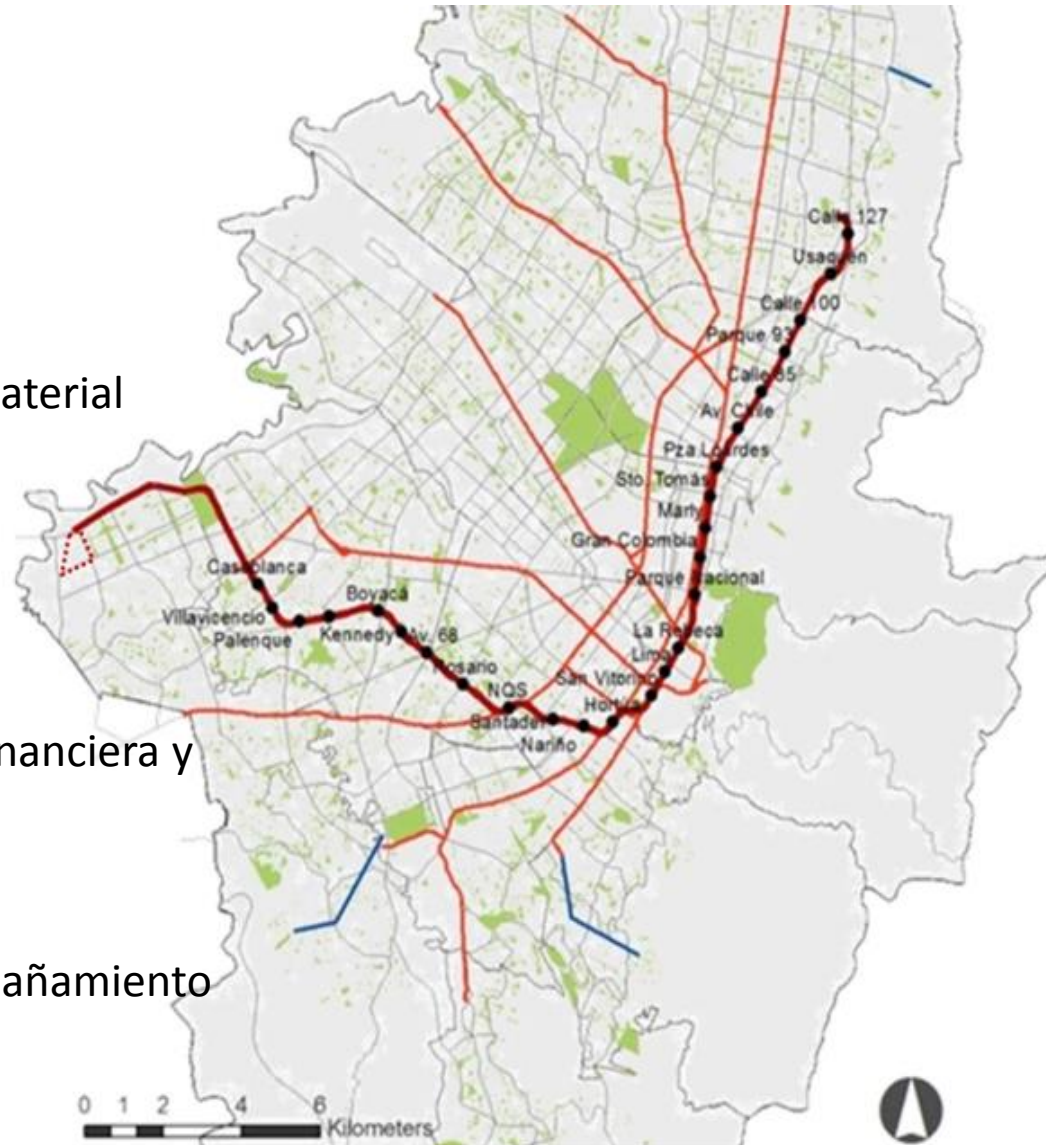 Calle 127
Usaquén
Calle 100
Parque 93
Calle 85
aterial
Av. Chile
Pza Lourdes
Sto. Tomás
Marly
Gran Colombia
Casablanca
Parque Nacional
Boyacá
Villavicencio
Palenque
Kennedy
Av. 68
La Rebeca
Lima
Rosario
San Vitorino
NQS
Hortúa
Santader
Nariño
nanciera y
añamiento
0 1 2 4 6
Kilometers